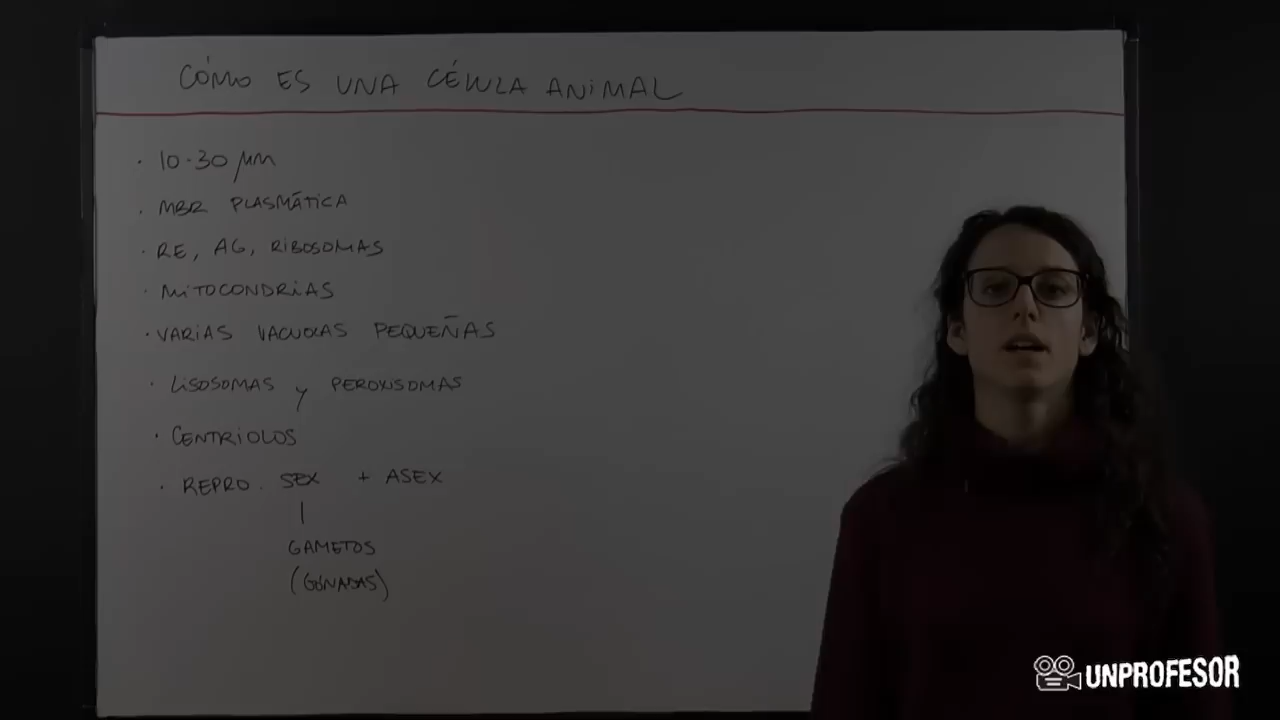 CÓMO ES UNA CÉLULA ANIMAL
· 10-30 µm
· MBR PLASMÁTICA
· RE, AG, RIBOSOMAS
· MITOCONDRIAS
· VARIAS VACUOLAS PEQUEÑAS
· LISOSOMAS y PEROXISOMAS
· CENTRIOLOS
· REPRO. SEX + ASEX
GAMETOS
(GÓNADAS)
UNPROFESOR